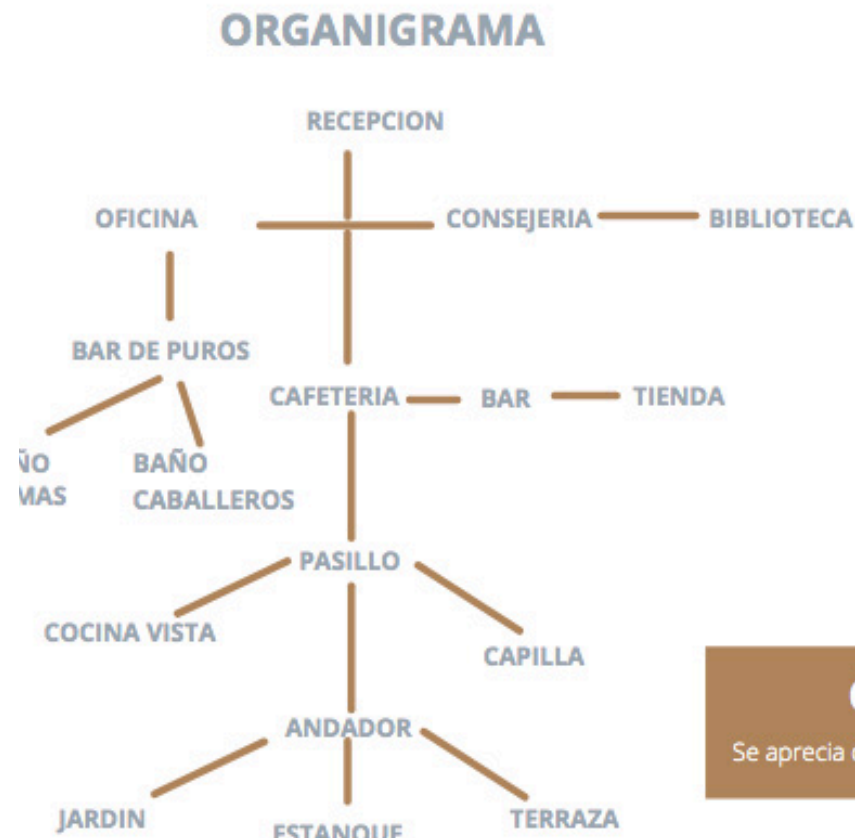 ORGANIGRAMA
RECEPCION
OFICINA
CONSEJERIA
BIBLIOTECA
BAR DE PUROS
CAFETERIA
BAR
TIENDA
BAÑO
CABALLEROS
PASILLO
COCINA VISTA
CAPILLA
Se aprecia
ANDADOR
JARDIN
ESTANQUE
TERRAZA